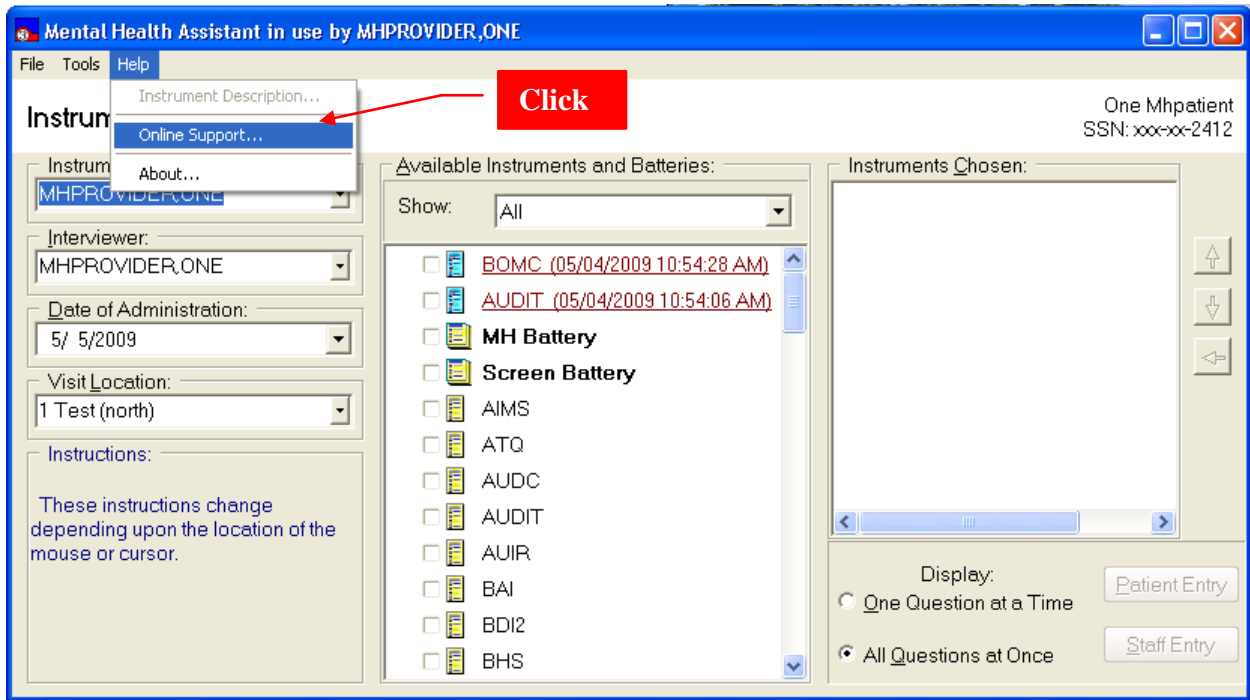 Mental Health Assistant in use by MHPROVIDER,ONE
File Tools Help
Instrument Description...
Online Support...
About...
Click
Instrum
One Mhpatient
SSN: xxx-xx-2412
Instrum
MHPROVIDER,ONE
Interviewer:
MHPROVIDER,ONE
Date of Administration:
5/ 5/2009
Visit Location:
1 Test (north)
Instructions:
These instructions change
depending upon the location of the
mouse or cursor.
Available Instruments and Batteries:
Show: All
BOMC (05/04/2009 10:54:28 AM)
AUDIT (05/04/2009 10:54:06 AM)
MH Battery
Screen Battery
AIMS
ATQ
AUDC
AUDIT
AUIR
BAI
BDI2
BHS
Instruments Chosen:
Display:
One Question at a Time
All Questions at Once
Patient Entry
Staff Entry